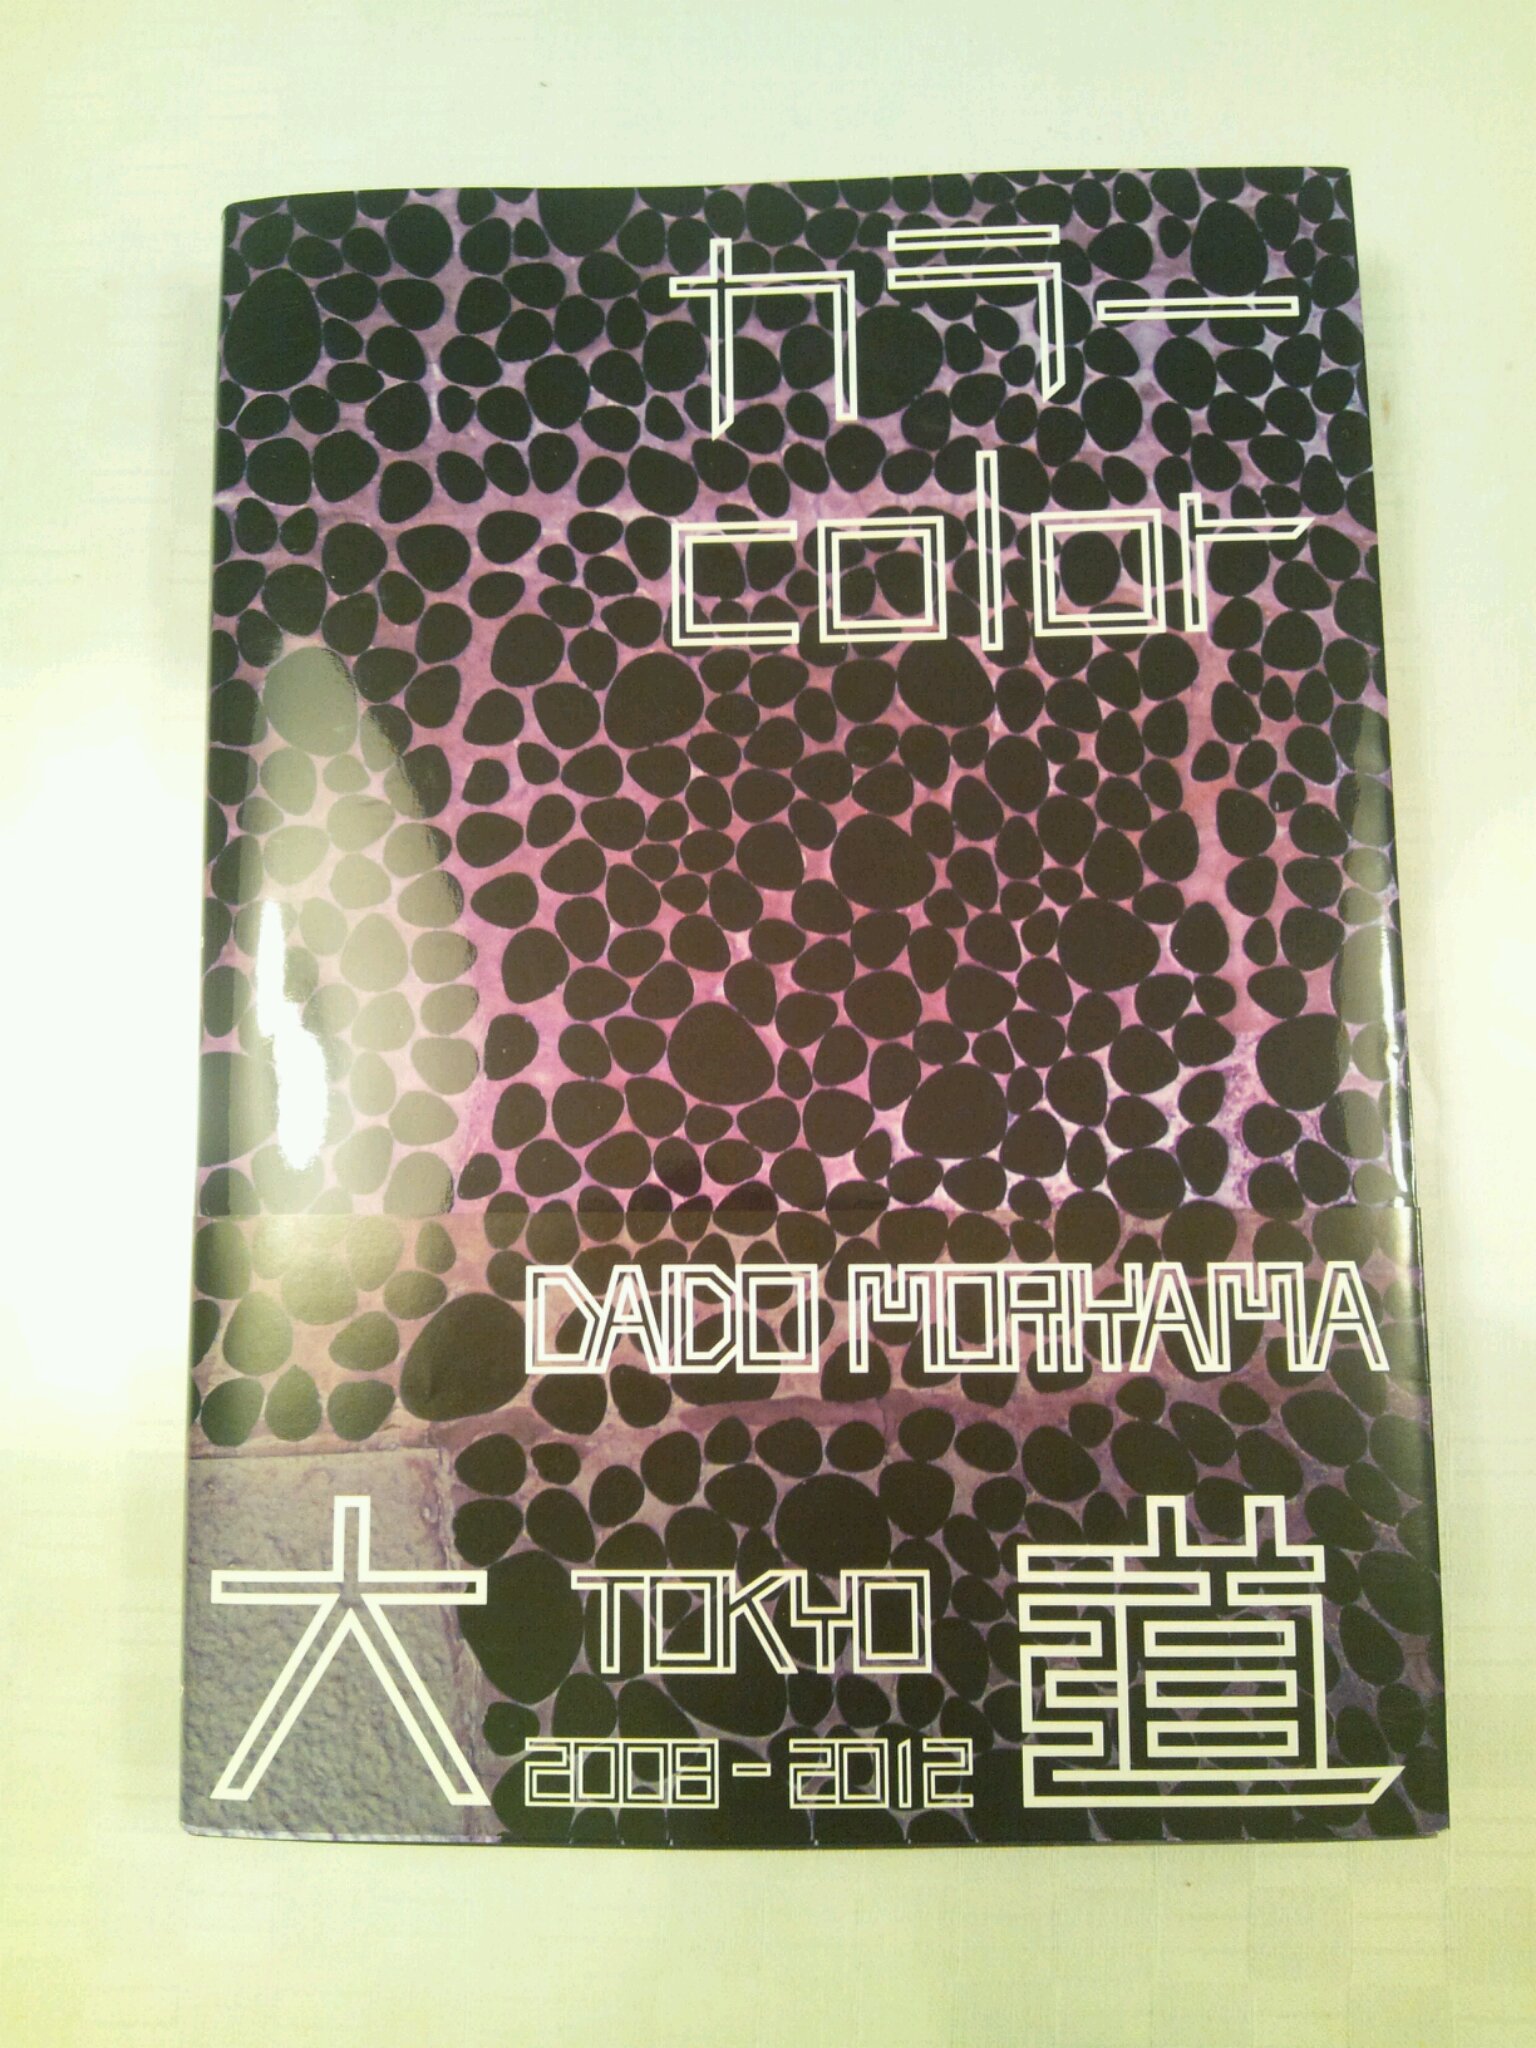 カラー
color
DAIDO MORIYAMA
大 TOKYO 道
2008-2012